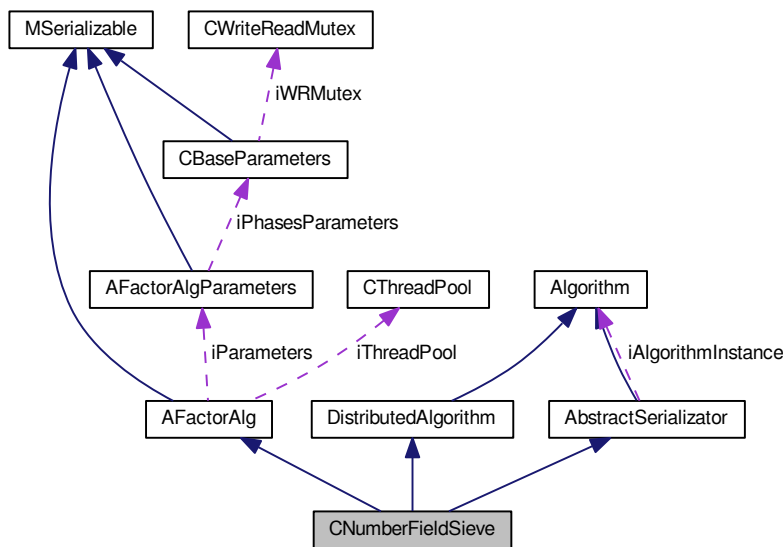 MSerializable
CWriteReadMutex
iWRMutex
CBaseParameters
iPhasesParameters
AFactorAlgParameters
CThreadPool
Algorithm
iParameters
iThreadPool
iAlgorithmInstance
AFactorAlg
DistributedAlgorithm
AbstractSerializator
CNumberFieldSieve